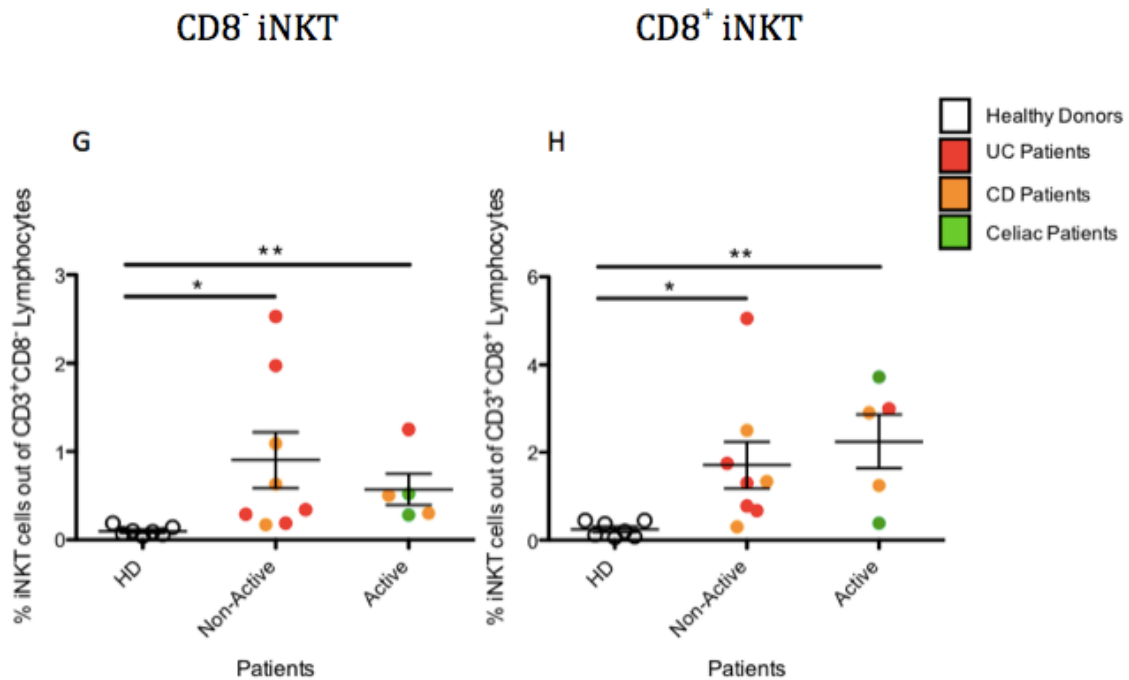 CD8⁻ iNKT
CD8⁺ iNKT
Healthy Donors
UC Patients
CD Patients
Celiac Patients
G
% iNKT cells out of CD3⁺CD8⁻ Lymphocytes
3
2
1
0
*
**
HD
Non-Active
Active
Patients
H
% iNKT cells out of CD3⁺CD8⁺ Lymphocytes
6
4
2
0
*
**
HD
Non-Active
Active
Patients